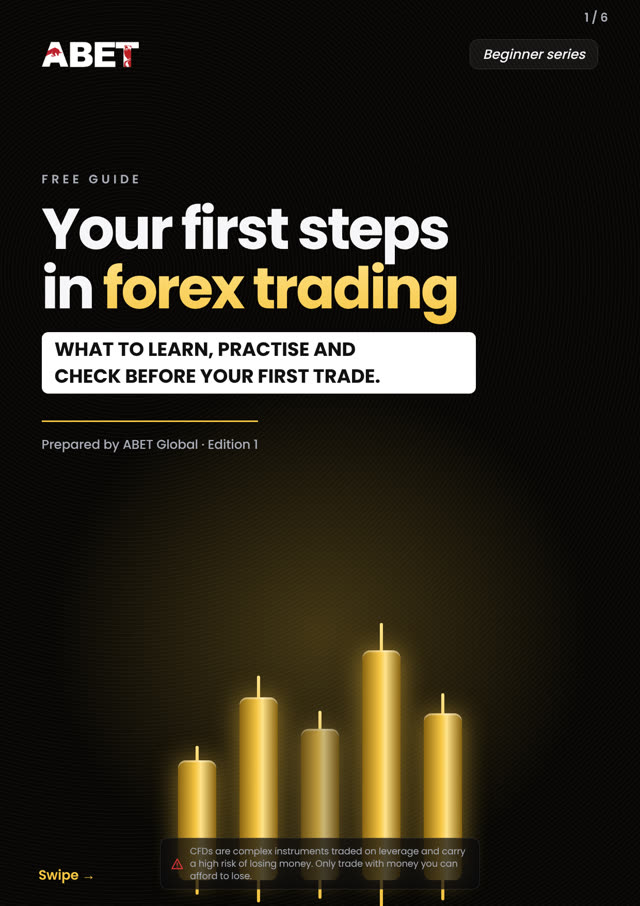 1 / 6
ABET
Beginner series
FREE GUIDE
Your first steps
in forex trading
WHAT TO LEARN, PRACTISE AND
CHECK BEFORE YOUR FIRST TRADE.
Prepared by ABET Global · Edition 1
CFDs are complex instruments traded on leverage and carry
a high risk of losing money. Only trade with money you can
afford to lose.
Swipe →